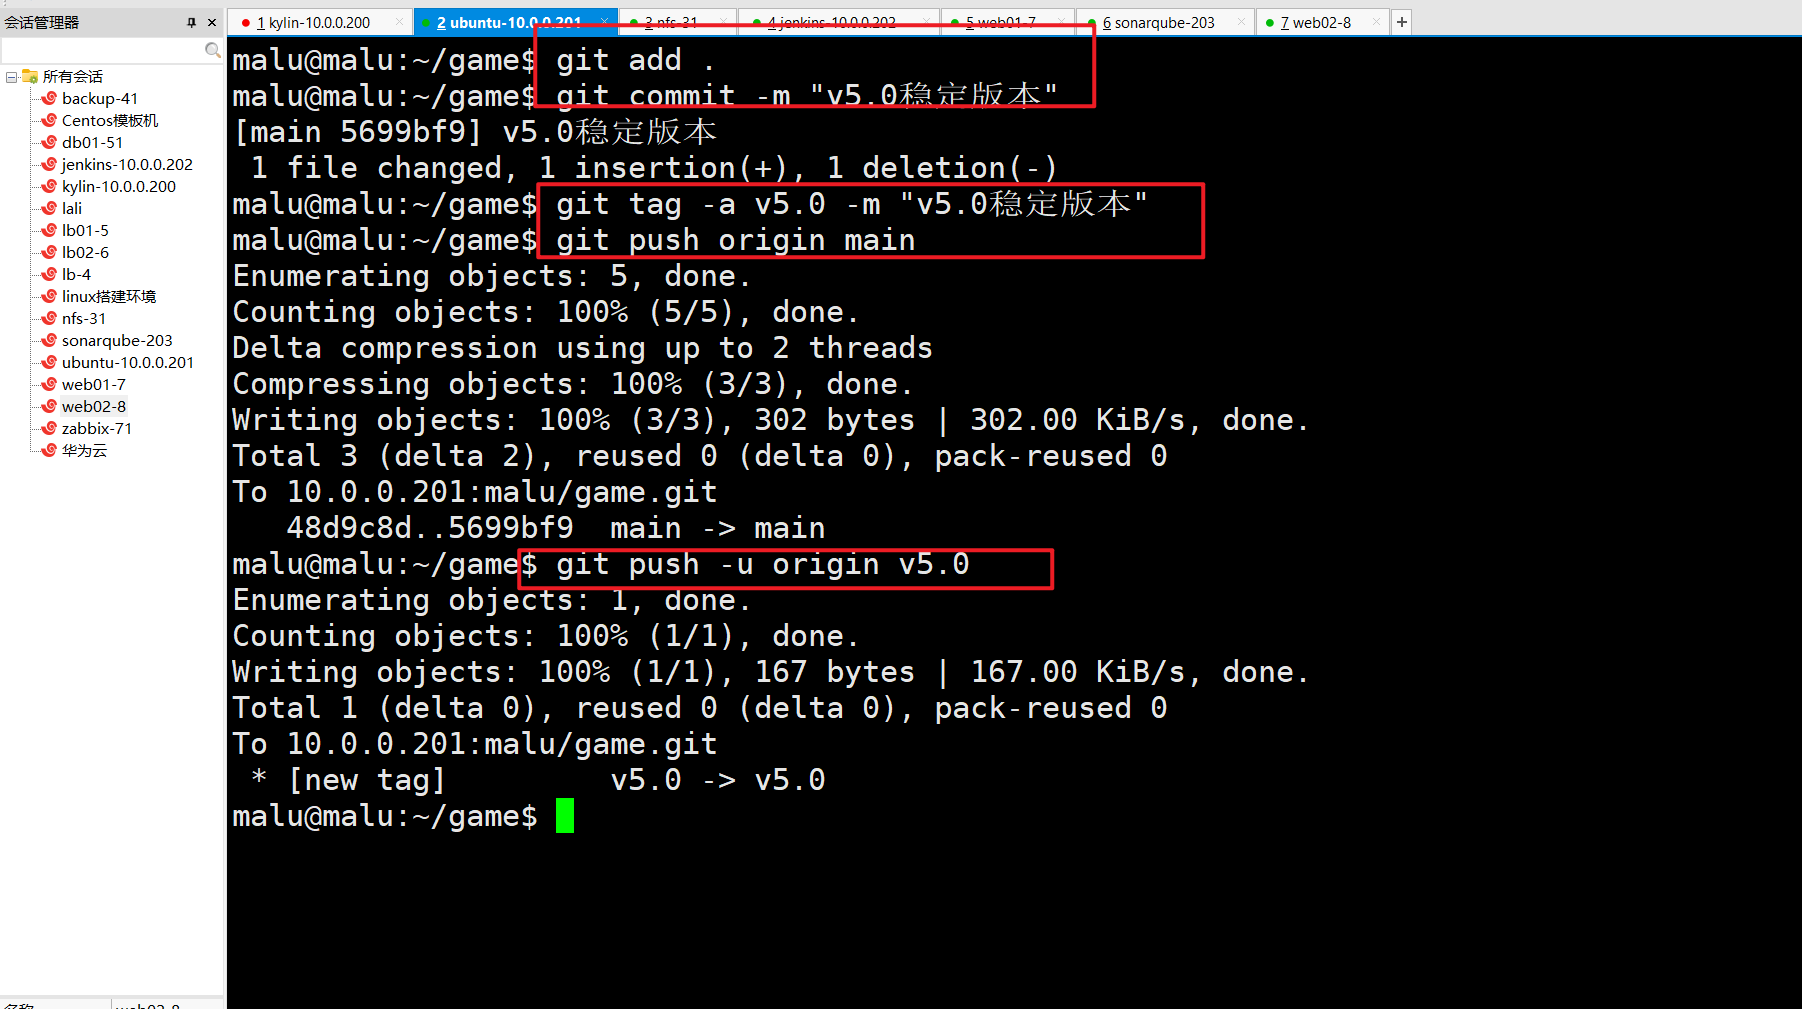 会话管理器
所有会话
backup-41
Centos模板机
db01-51
jenkins-10.0.0.202
kylin-10.0.0.200
lali
lb01-5
lb02-6
lb-4
linux搭建环境
nfs-31
sonarqube-203
ubuntu-10.0.0.201
web01-7
web02-8
zabbix-71
华为云
名称 web02-8
1 kylin-10.0.0.200 2 ubuntu-10.0.0.201 3 nfs-31 4 jenkins-10.0.0.202 5 web01-7 6 sonarqube-203 7 web02-8 +
malu@malu:~/game$ git add .
malu@malu:~/game$ git commit -m "v5.0稳定版本"
[main 5699bf9] v5.0稳定版本
1 file changed, 1 insertion(+), 1 deletion(-)
malu@malu:~/game$ git tag -a v5.0 -m "v5.0稳定版本"
malu@malu:~/game$ git push origin main
Enumerating objects: 5, done.
Counting objects: 100% (5/5), done.
Delta compression using up to 2 threads
Compressing objects: 100% (3/3), done.
Writing objects: 100% (3/3), 302 bytes | 302.00 KiB/s, done.
Total 3 (delta 2), reused 0 (delta 0), pack-reused 0
To 10.0.0.201:malu/game.git
48d9c8d..5699bf9  main -> main
malu@malu:~/game$ git push -u origin v5.0
Enumerating objects: 1, done.
Counting objects: 100% (1/1), done.
Writing objects: 100% (1/1), 167 bytes | 167.00 KiB/s, done.
Total 1 (delta 0), reused 0 (delta 0), pack-reused 0
To 10.0.0.201:malu/game.git
* [new tag]         v5.0 -> v5.0
malu@malu:~/game$